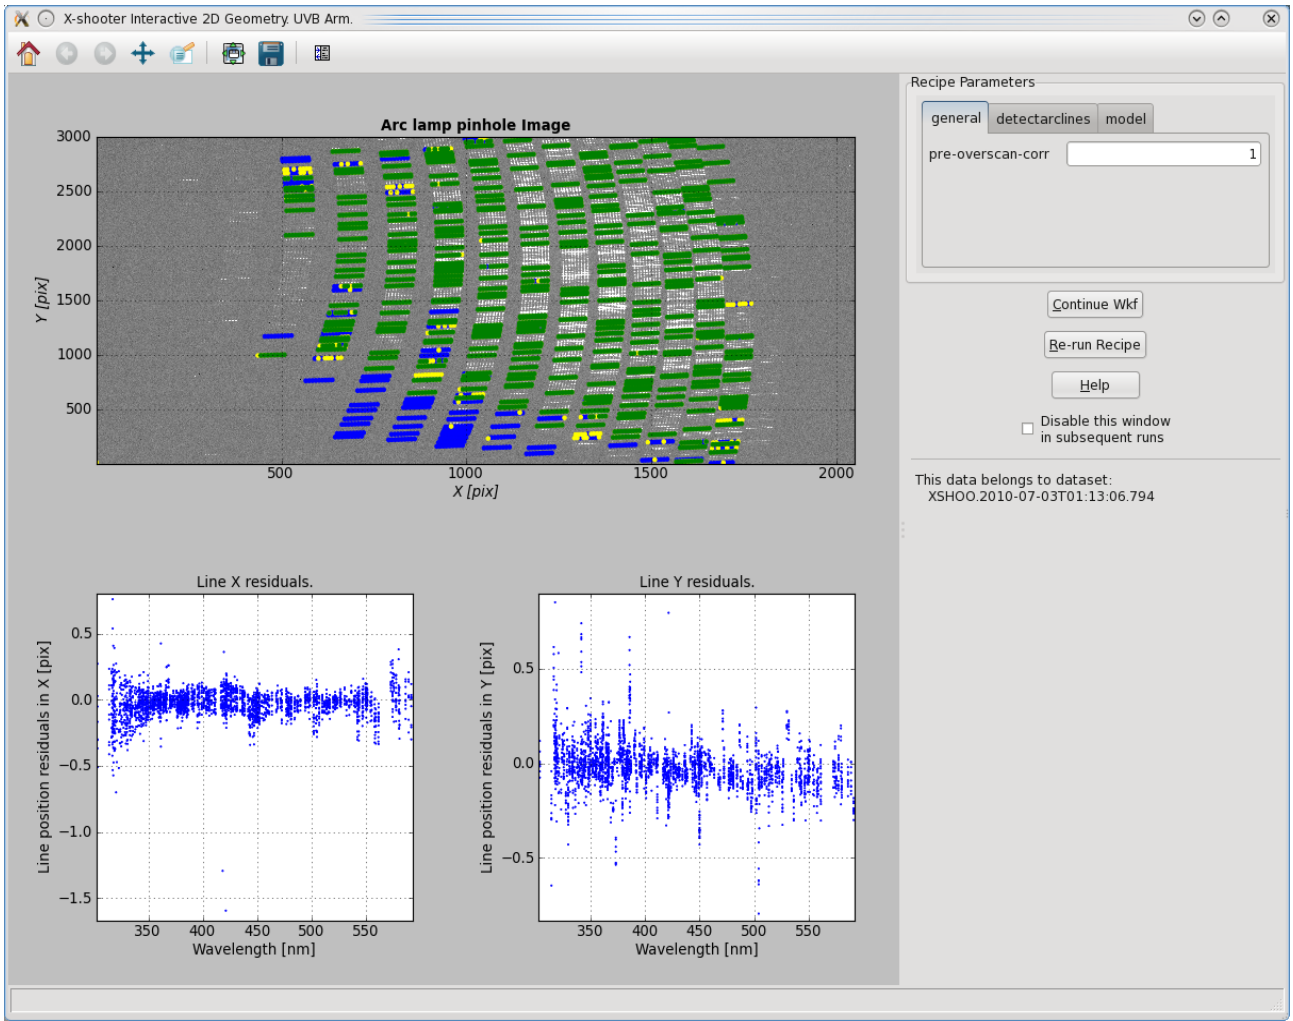 X-shooter Interactive 2D Geometry. UVB Arm.
Recipe Parameters
general detectarclines model
pre-overscan-corr 1
Continue Wkf
Re-run Recipe
Help
Disable this window
in subsequent runs
This data belongs to dataset:
XSHOO.2010-07-03T01:13:06.794
Arc lamp pinhole Image
Y [pix]
3000
2500
2000
1500
1000
500
500 1000 1500 2000
X [pix]
Line X residuals.
Line position residuals in X [pix]
0.5
0.0
−0.5
−1.0
−1.5
350 400 450 500 550
Wavelength [nm]
Line Y residuals.
Line position residuals in Y [pix]
0.5
0.0
−0.5
350 400 450 500 550
Wavelength [nm]